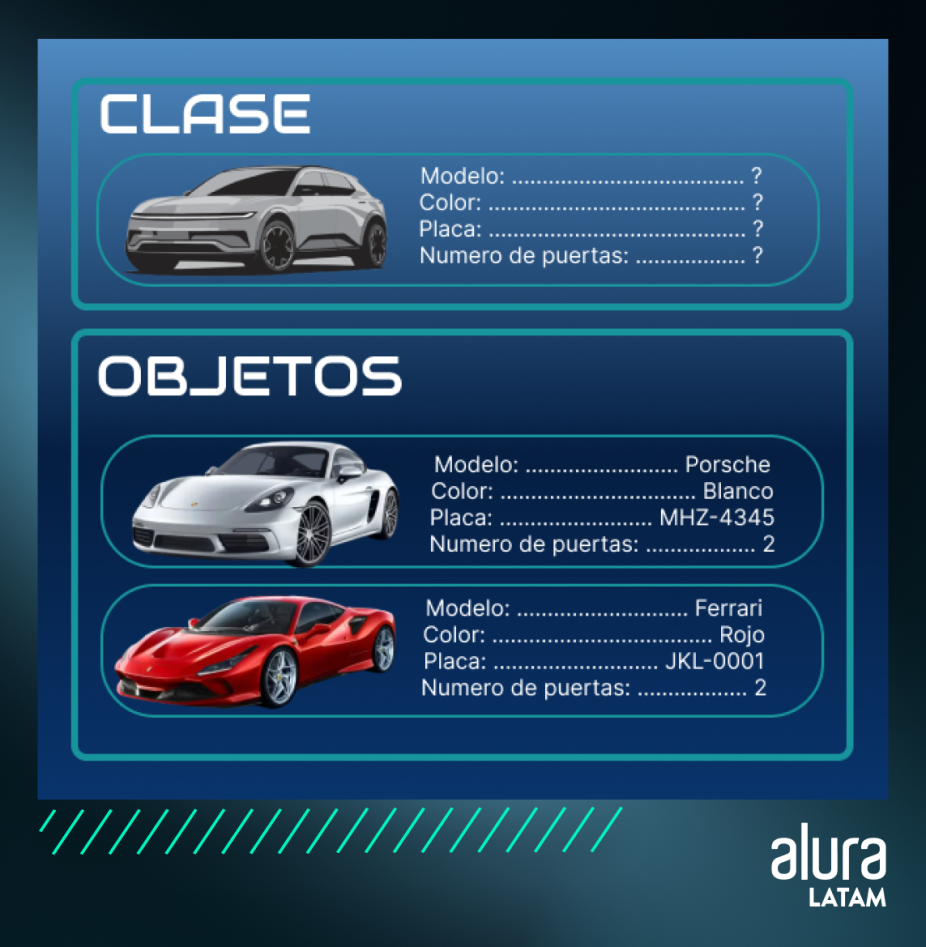 CLASE
Modelo: ...................................... ?
Color: .......................................... ?
Placa: .......................................... ?
Numero de puertas: .................. ?
OBJETOS
Modelo: ......................... Porsche
Color: ................................ Blanco
Placa: ......................... MHZ-4345
Numero de puertas: .................. 2
Modelo: ............................ Ferrari
Color: .................................... Rojo
Placa: ........................... JKL-0001
Numero de puertas: .................. 2
alura
LATAM